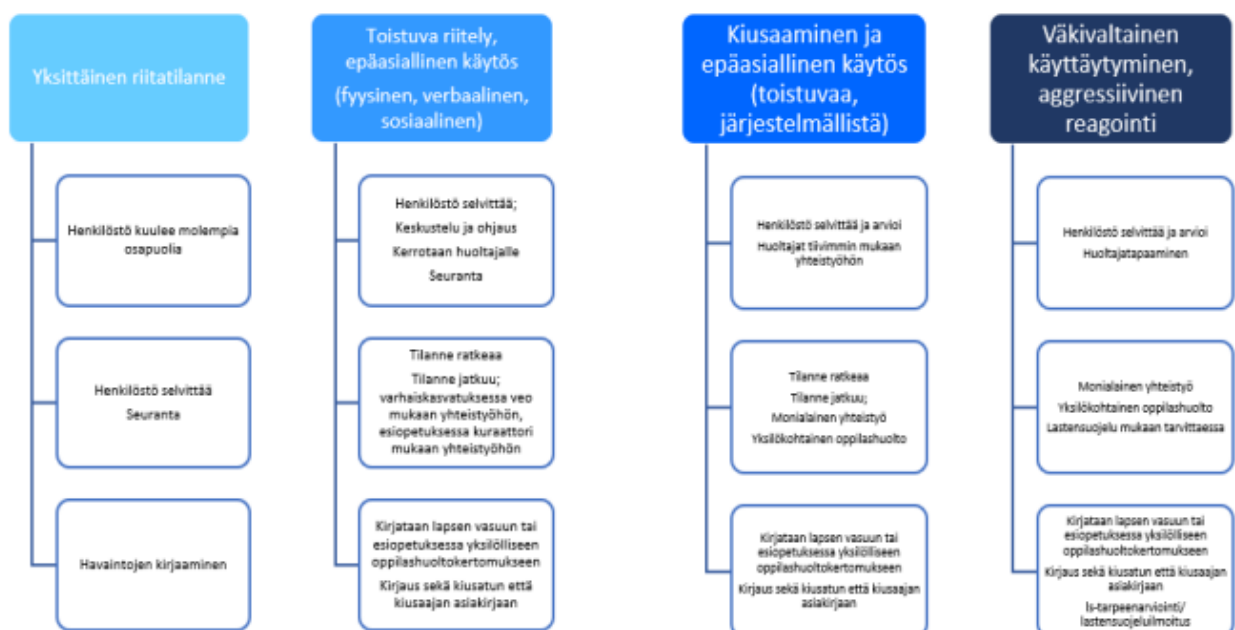 Yksittäinen riitatilanne
Henkilöstö kuulee molempia
osapuolia
Henkilöstö selvittää
Seuranta
Havaintojen kirjaaminen
Toistuva riitely,
epäasiallinen käytös
(fyysinen, verbaalinen,
sosiaalinen)
Henkilöstö selvittää;
Keskustelu ja ohjaus
Kerrotaan huoltajalle
Seuranta
Tilanne ratkeaa
Tilanne jatkuu;
varhaiskasvatuksessa veo
mukaan yhteistyöhön,
esiopetuksessa kuraattori
mukaan yhteistyöhön
Kirjataan lapsen vasuun tai
esiopetuksessa yksilölliseen
oppilashuoltokertomukseen
Kirjaus sekä kiusatun että
kiusaajan asiakirjaan
Kiusaaminen ja
epäasiallinen käytös
(toistuvaa,
järjestelmällistä)
Henkilöstö selvittää ja arvioi
Huoltajat tiivimmin mukaan
yhteistyöhön
Tilanne ratkeaa
Tilanne jatkuu;
Monialainen yhteistyö
Yksilökohtainen oppilashuolto
Kirjataan lapsen vasuun tai
esiopetuksessa yksilölliseen
oppilashuoltokertomukseen
Kirjaus sekä kiusatun että kiusaajan
asiakirjaan
Väkivaltainen
käyttäytyminen,
aggressiivinen
reagointi
Henkilöstö selvittää ja arvioi
Huoltajatapaaminen
Monialainen yhteistyö
Yksilökohtainen oppilashuolto
Lastensuojelu mukaan tarvittaessa
Kirjataan lapsen vasuun tai
esiopetuksessa yksilölliseen
oppilashuoltokertomukseen
Kirjaus sekä kiusatun että kiusaajan
asiakirjaan
ls-tarpeenarviointi/
lastensuojeluilmoitus